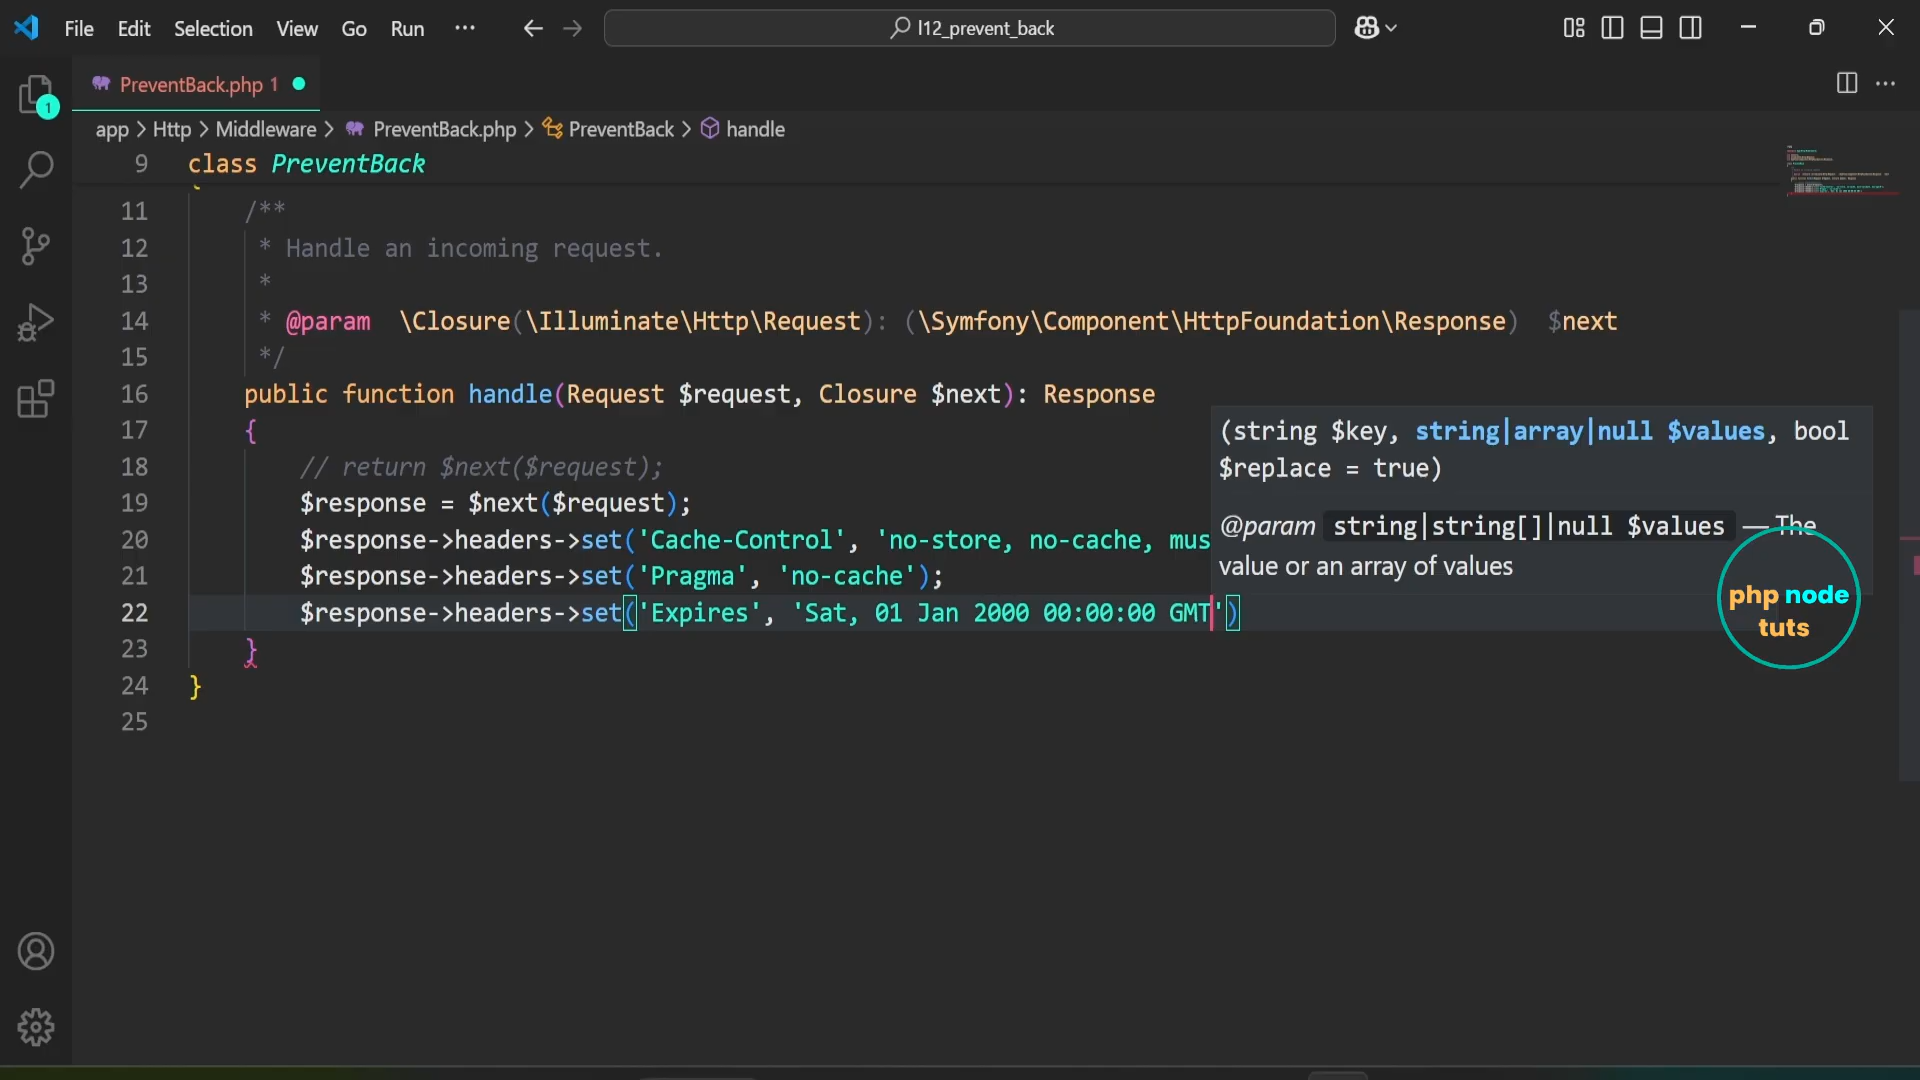 File Edit Selection View Go Run ··· l12_prevent_back
1
PreventBack.php 1
app > Http > Middleware > PreventBack.php > PreventBack > handle
9 class PreventBack
11 /**
12 * Handle an incoming request.
13 *
14 * @param \Closure(\Illuminate\Http\Request): (\Symfony\Component\HttpFoundation\Response) $next
15 */
16 public function handle(Request $request, Closure $next): Response
17 {
18 // return $next($request);
19 $response = $next($request);
20 $response->headers->set('Cache-Control', 'no-store, no-cache, mus
21 $response->headers->set('Pragma', 'no-cache');
22 $response->headers->set('Expires', 'Sat, 01 Jan 2000 00:00:00 GMT')
23 }
24 }
25
(string $key, string|array|null $values, bool
$replace = true)
@param string|string[]|null $values — The
value or an array of values
php node
tuts